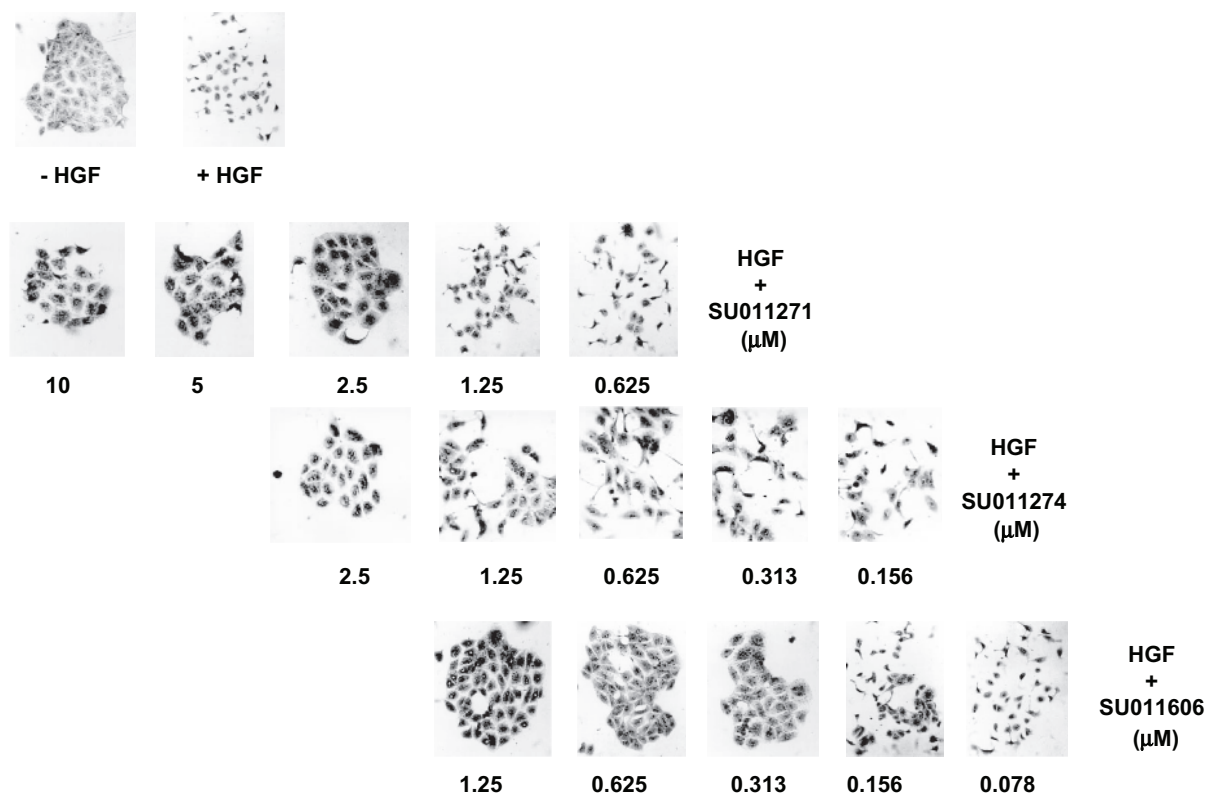 - HGF
+ HGF
HGF
+
SU011271
(μM)
10
5
2.5
1.25
0.625
HGF
+
SU011274
(μM)
2.5
1.25
0.625
0.313
0.156
HGF
+
SU011606
(μM)
1.25
0.625
0.313
0.156
0.078